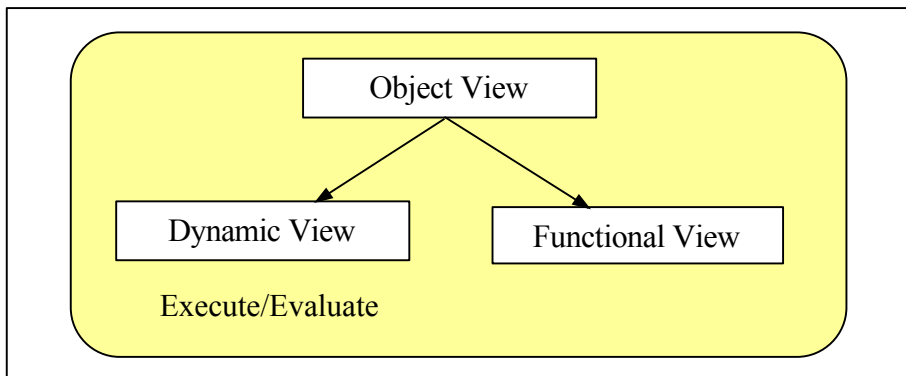 Object View
Dynamic View
Functional View
Execute/Evaluate